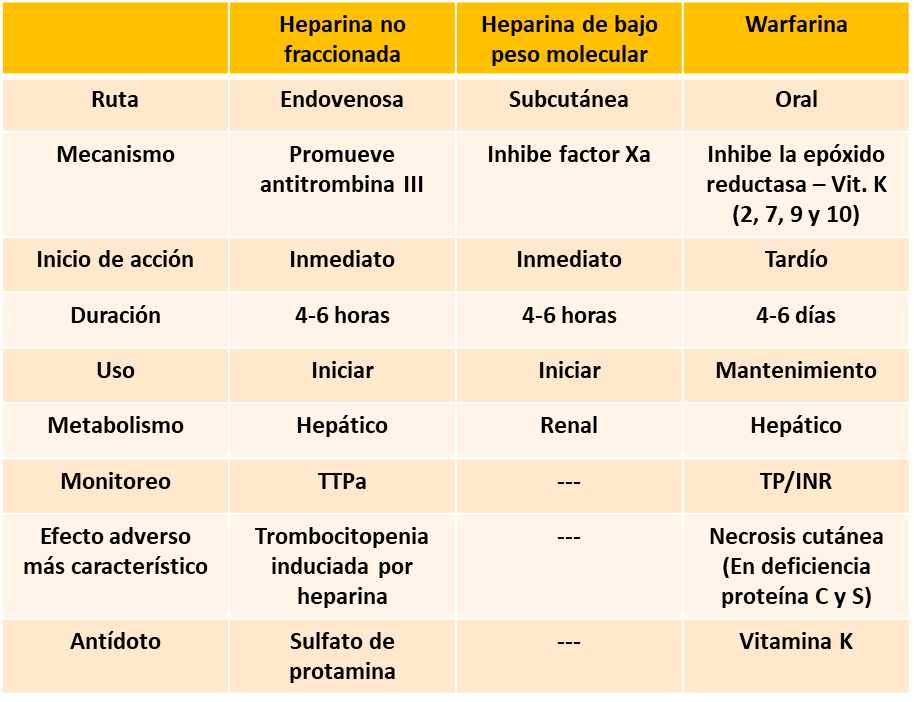 Heparina no
fraccionada
Heparina de bajo
peso molecular
Warfarina
Ruta
Endovenosa
Subcutánea
Oral
Mecanismo
Promueve
antitrombina III
Inhibe factor Xa
Inhibe la epóxido
reductasa – Vit. K
(2, 7, 9 y 10)
Inicio de acción
Inmediato
Inmediato
Tardío
Duración
4-6 horas
4-6 horas
4-6 días
Uso
Iniciar
Iniciar
Mantenimiento
Metabolismo
Hepático
Renal
Hepático
Monitoreo
TTPa
---
TP/INR
Efecto adverso
más característico
Trombocitopenia
induciada por
heparina
---
Necrosis cutánea
(En deficiencia
proteína C y S)
Antídoto
Sulfato de
protamina
---
Vitamina K